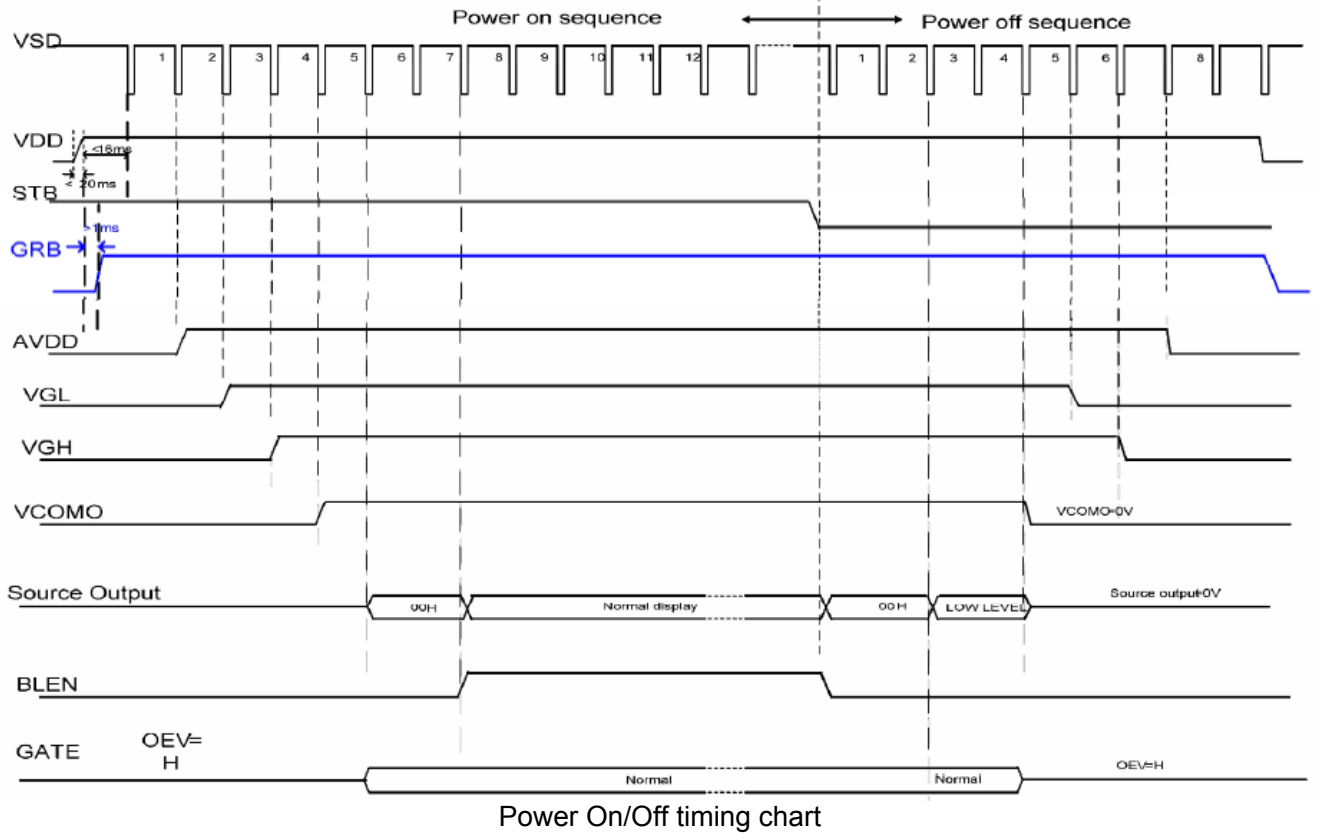 Power on sequence Power off sequence
VSD
1 2 3 4 5 6 7 8 9 10 11 12 1 2 3 4 5 6 8
VDD
<16ms
< 20ms
STB
>1ms
GRB
AVDD
VGL
VGH
VCOMO VCOMO=0V
Source Output 00H Normal display 00H LOW LEVEL Source output=0V
BLEN
GATE OEV=
H
Normal Normal OEV=H
Power On/Off timing chart